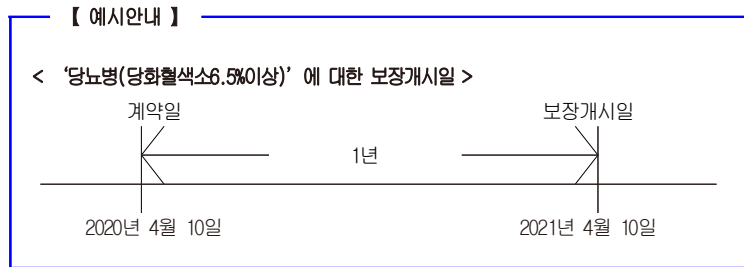 【 예시안내 】
< ‘당뇨병(당화혈색소6.5%이상)’ 에 대한 보장개시일 >
계약일 보장개시일
1년
2020년 4월 10일 2021년 4월 10일